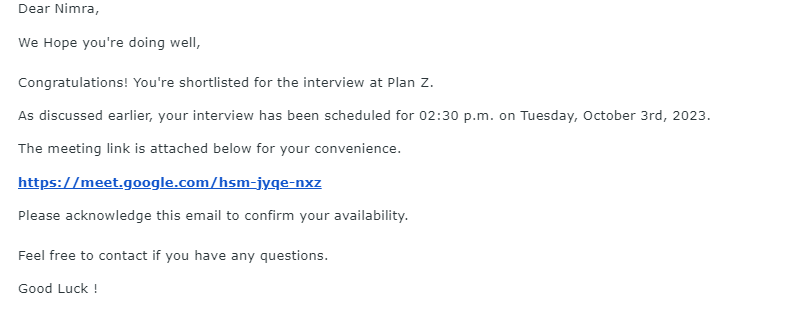 Dear Nimra,
We Hope you're doing well,
Congratulations! You're shortlisted for the interview at Plan Z.
As discussed earlier, your interview has been scheduled for 02:30 p.m. on Tuesday, October 3rd, 2023.
The meeting link is attached below for your convenience.
https://meet.google.com/hsm-jyqe-nxz
Please acknowledge this email to confirm your availability.
Feel free to contact if you have any questions.
Good Luck !